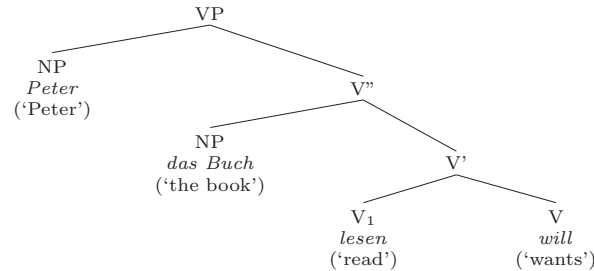 VP
NP
Peter
(‘Peter’)
V”
NP
das Buch
(‘the book’)
V’
V₁
lesen
(‘read’)
V
will
(‘wants’)